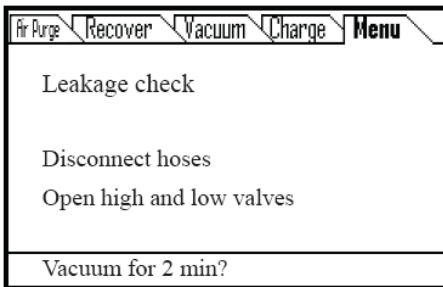 Air Purge Recover Vacuum Charge Menu
Leakage check
Disconnect hoses
Open high and low valves
Vacuum for 2 min?